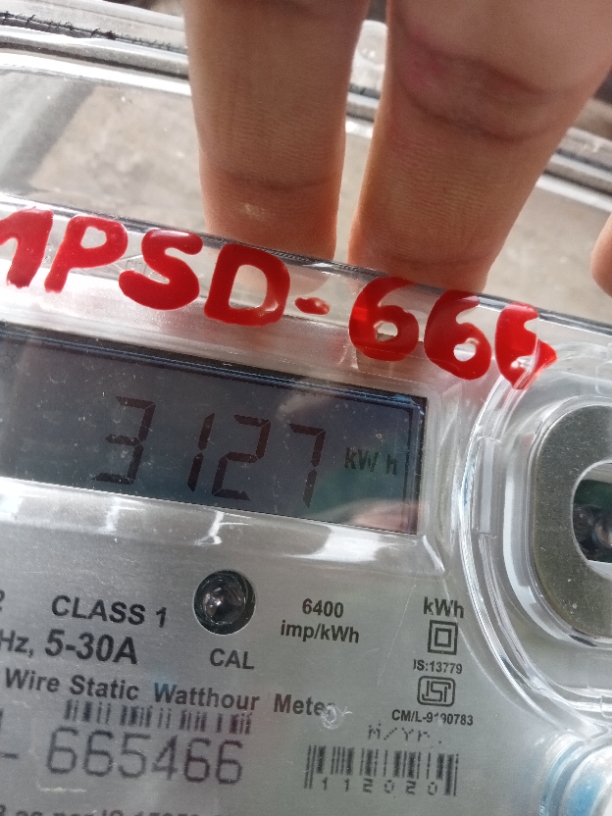 MPSD-666
3127 kWh
CLASS 1
6400
imp/kWh
kWh
Hz, 5-30A
CAL
IS:13779
Wire Static Watthour Meter
CM/L-9190783
M/Yr.
665466
112020